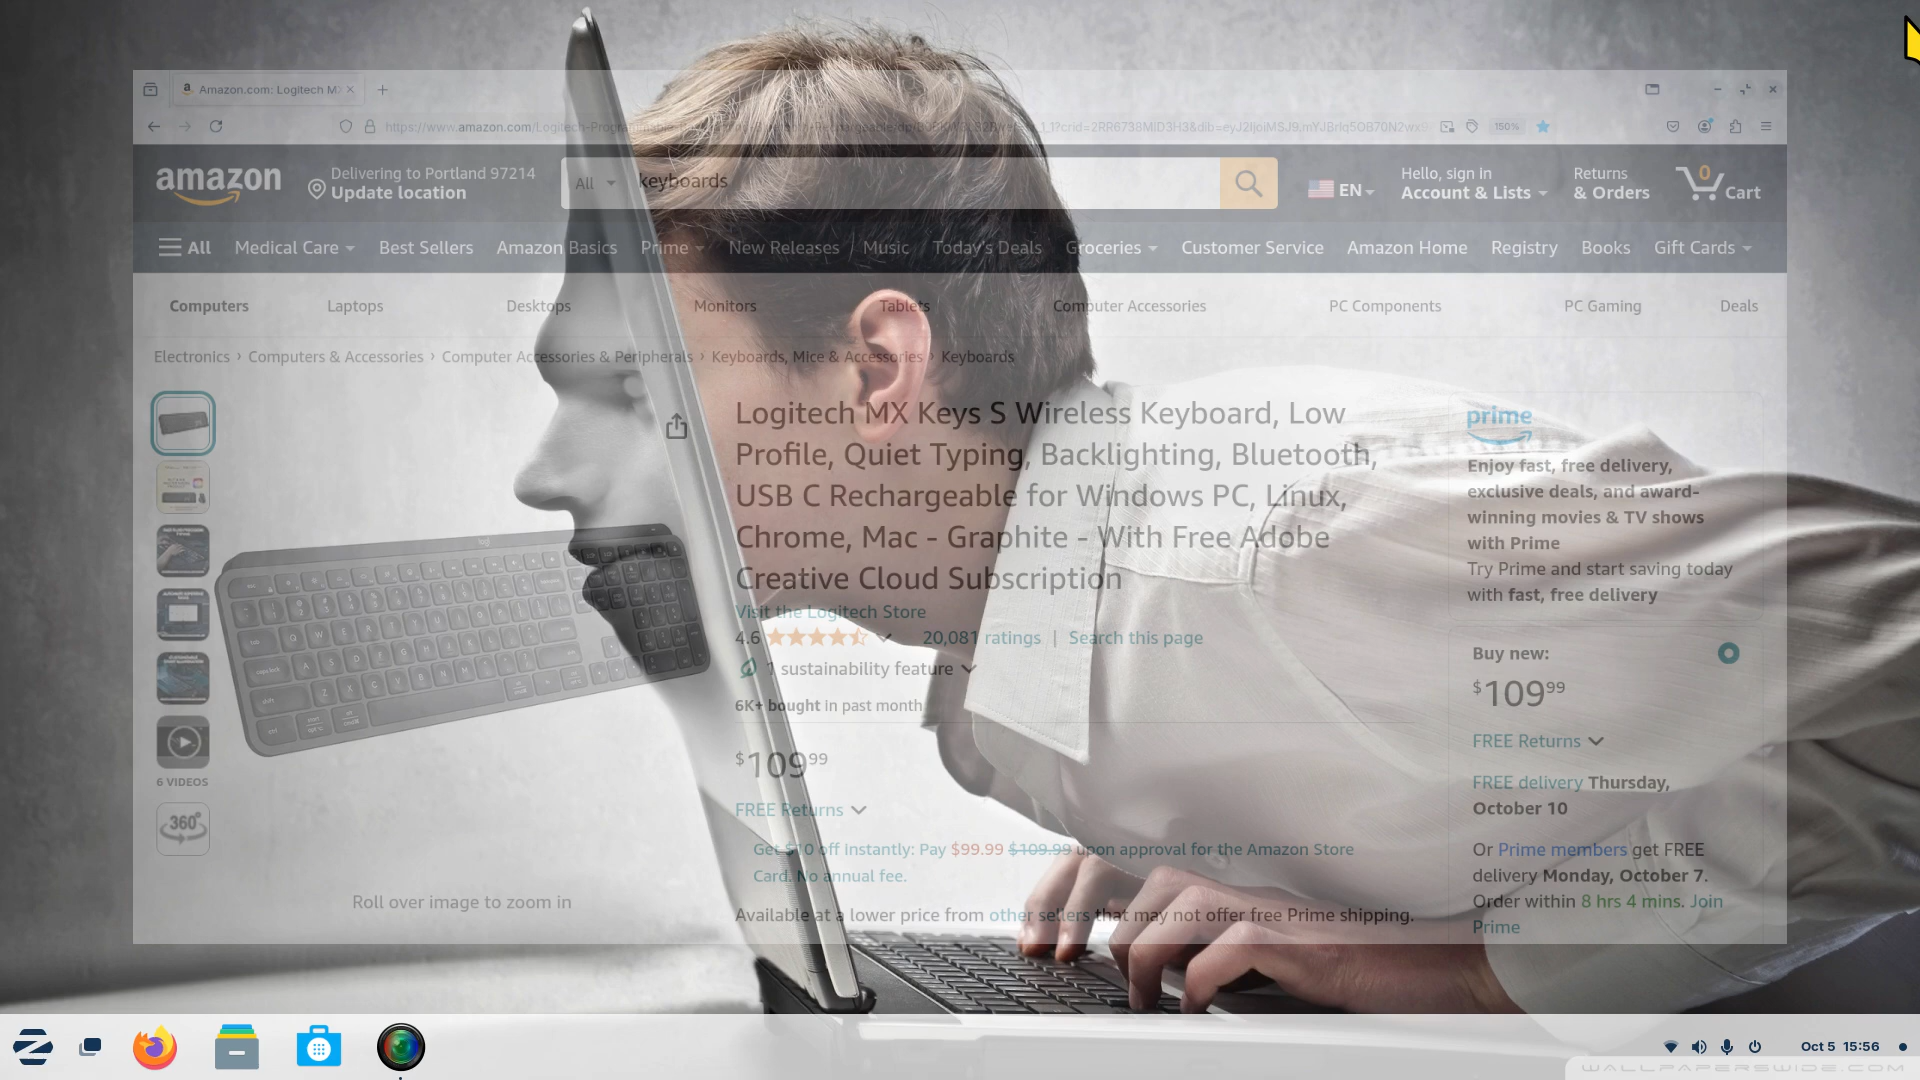 Amazon.com: Logitech MX
150%
amazon
Delivering to Portland 97214
Update location
All
keyboards
EN
Hello, sign in
Account & Lists
Returns
& Orders
0
Cart
All
Medical Care
Best Sellers
Amazon Basics
Prime
New Releases
Music
Today's Deals
Groceries
Customer Service
Amazon Home
Registry
Books
Gift Cards
Computers
Laptops
Desktops
Monitors
Tablets
Computer Accessories
PC Components
PC Gaming
Deals
Electronics › Computers & Accessories › Computer Accessories & Peripherals › Keyboards, Mice & Accessories › Keyboards
6 VIDEOS
360°
logi
Roll over image to zoom in
Logitech MX Keys S Wireless Keyboard, Low
Profile, Quiet Typing, Backlighting, Bluetooth,
USB C Rechargeable for Windows PC, Linux,
Chrome, Mac - Graphite - With Free Adobe
Creative Cloud Subscription
Visit the Logitech Store
4.6
20,081 ratings | Search this page
1 sustainability feature
6K+ bought in past month
$109.99
FREE Returns
Get $10 off instantly: Pay $99.99 $109.99 upon approval for the Amazon Store
Card. No annual fee.
Available at a lower price from other sellers that may not offer free Prime shipping.
prime
Enjoy fast, free delivery,
exclusive deals, and award-
winning movies & TV shows
with Prime
Try Prime and start saving today
with fast, free delivery
Buy new:
$109.99
FREE Returns
FREE delivery Thursday,
October 10
Or Prime members get FREE
delivery Monday, October 7.
Order within 8 hrs 4 mins. Join
Prime
Oct 5 15:56
WALLPAPERSWIDE.COM